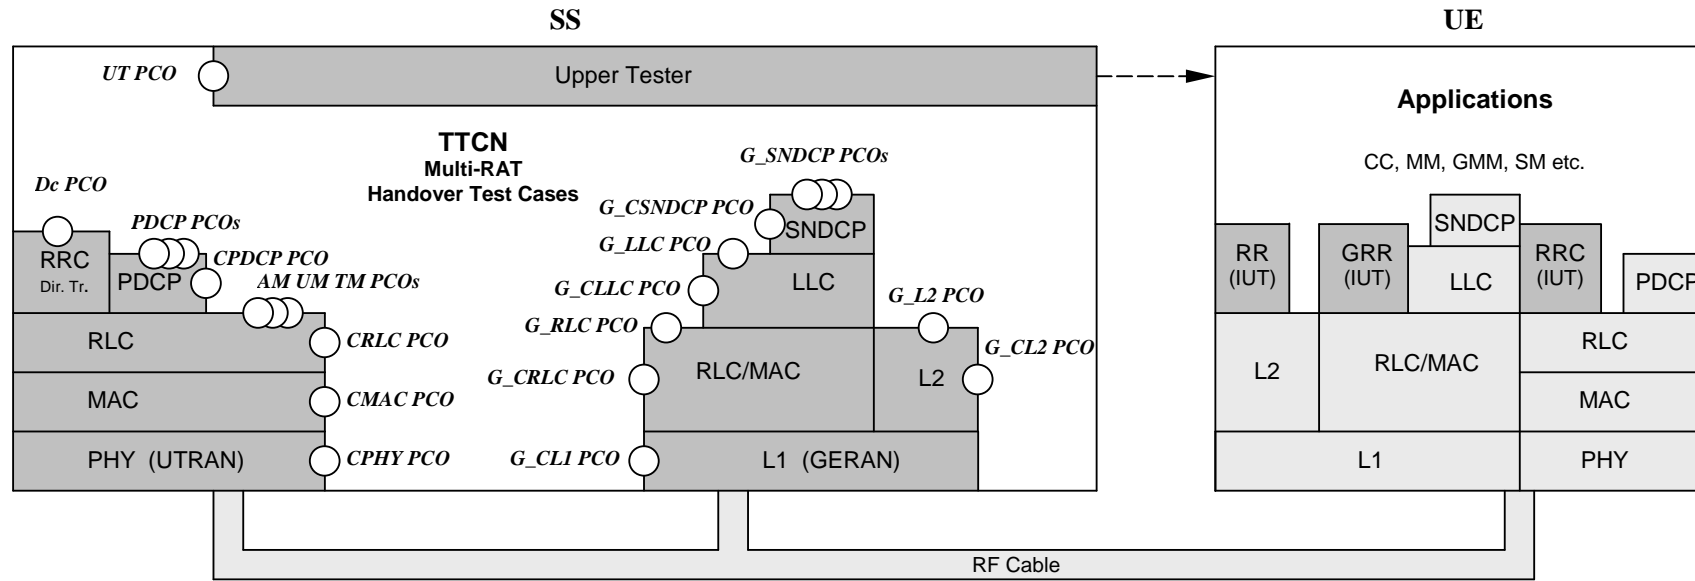 SS
UE
UT PCO
Upper Tester
Applications
TTCN
Multi-RAT
Handover Test Cases
G_SNDCP PCOs
CC, MM, GMM, SM etc.
Dc PCO
PDCP PCOs
G_CSNDCP PCO
SNDCP
SNDCP
G_LLC PCO
RRC
Dir. Tr.
PDCP
CPDCP PCO
AM UM TM PCOs
G_CLLC PCO
LLC
G_L2 PCO
RR
(IUT)
GRR
(IUT)
LLC
RRC
(IUT)
PDCP
RLC
CRLC PCO
G_RLC PCO
G_CL2 PCO
RLC
G_CRLC PCO
RLC/MAC
L2
L2
RLC/MAC
MAC
CMAC PCO
MAC
PHY (UTRAN)
CPHY PCO
G_CL1 PCO
L1 (GERAN)
L1
PHY
RF Cable